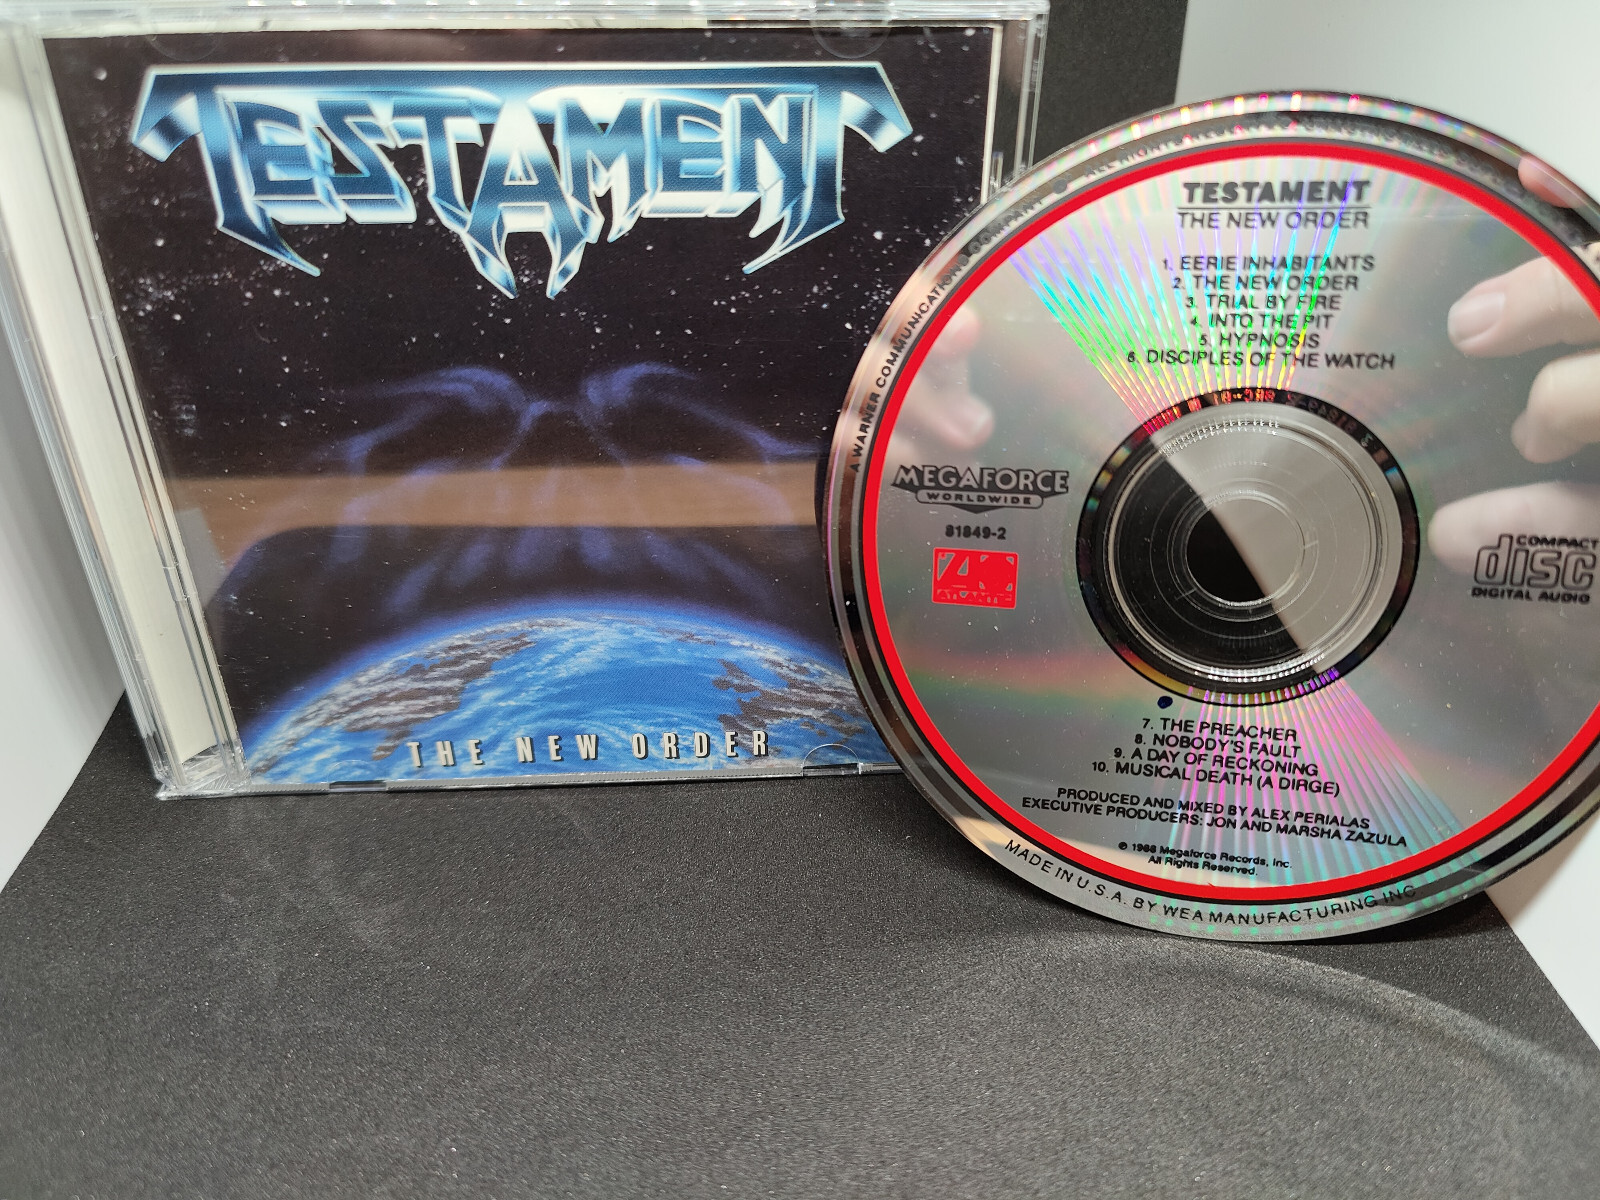 TESTAMENT
THE NEW ORDER
A WARNER COMMUNICATIONS COMPANY
ALL RIGHTS RESERVED
TESTAMENT
THE NEW ORDER
1. EERIE INHABITANTS
2. THE NEW ORDER
3. TRIAL BY FIRE
4. INTO THE PIT
5. HYPNOSIS
6. DISCIPLES OF THE WATCH
MEGAFORCE
WORLDWIDE
81849-2
COMPACT
disc
DIGITAL AUDIO
7. THE PREACHER
8. NOBODY'S FAULT
9. A DAY OF RECKONING
10. MUSICAL DEATH (A DIRGE)
PRODUCED AND MIXED BY ALEX PERIALAS
EXECUTIVE PRODUCERS: JON AND MARSHA ZAZULA
℗ 1988 Megaforce Records, Inc.
All Rights Reserved.
MADE IN U.S.A. BY WEA MANUFACTURING INC